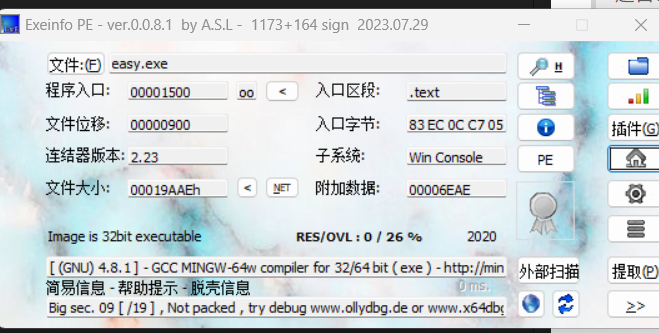 Exeinfo PE - ver.0.0.8.1 by A.S.L - 1173+164 sign 2023.07.29
文件:(F) easy.exe H
程序入口: 00001500 oo < 入口区段: .text
文件位移: 00000900 入口字节: 83 EC 0C C7 05 插件(G)
连结器版本: 2.23 子系统: Win Console PE
文件大小: 00019AAEh < NET 附加数据: 00006EAE
Image is 32bit executable RES/OVL : 0 / 26 % 2020
[ (GNU) 4.8.1 ] - GCC MINGW-64w compiler for 32/64 bit ( exe ) - http://min 外部扫描 提取(P)
简易信息 - 帮助提示 - 脱壳信息 0 ms.
Big sec. 09 [ /19 ] , Not packed , try debug www.ollydbg.de or www.x64dbg >>